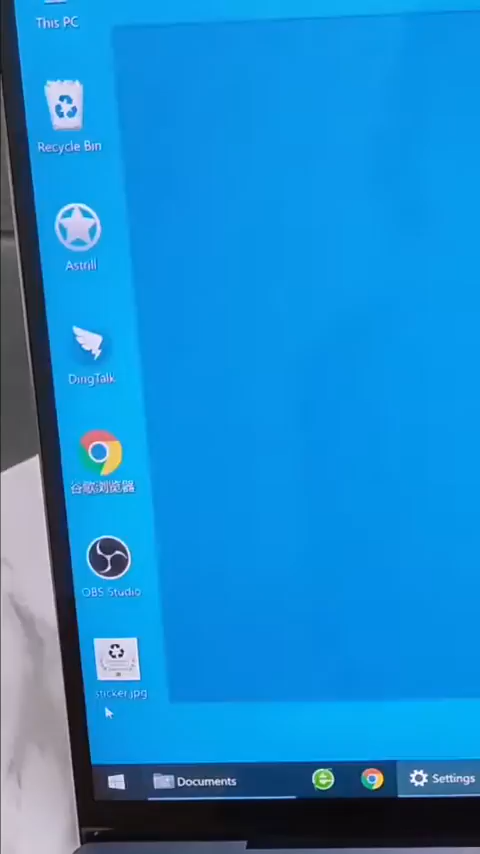 This PC
Recycle Bin
Astrill
DingTalk
谷歌浏览器
OBS Studio
sticker.jpg
Documents
Settings